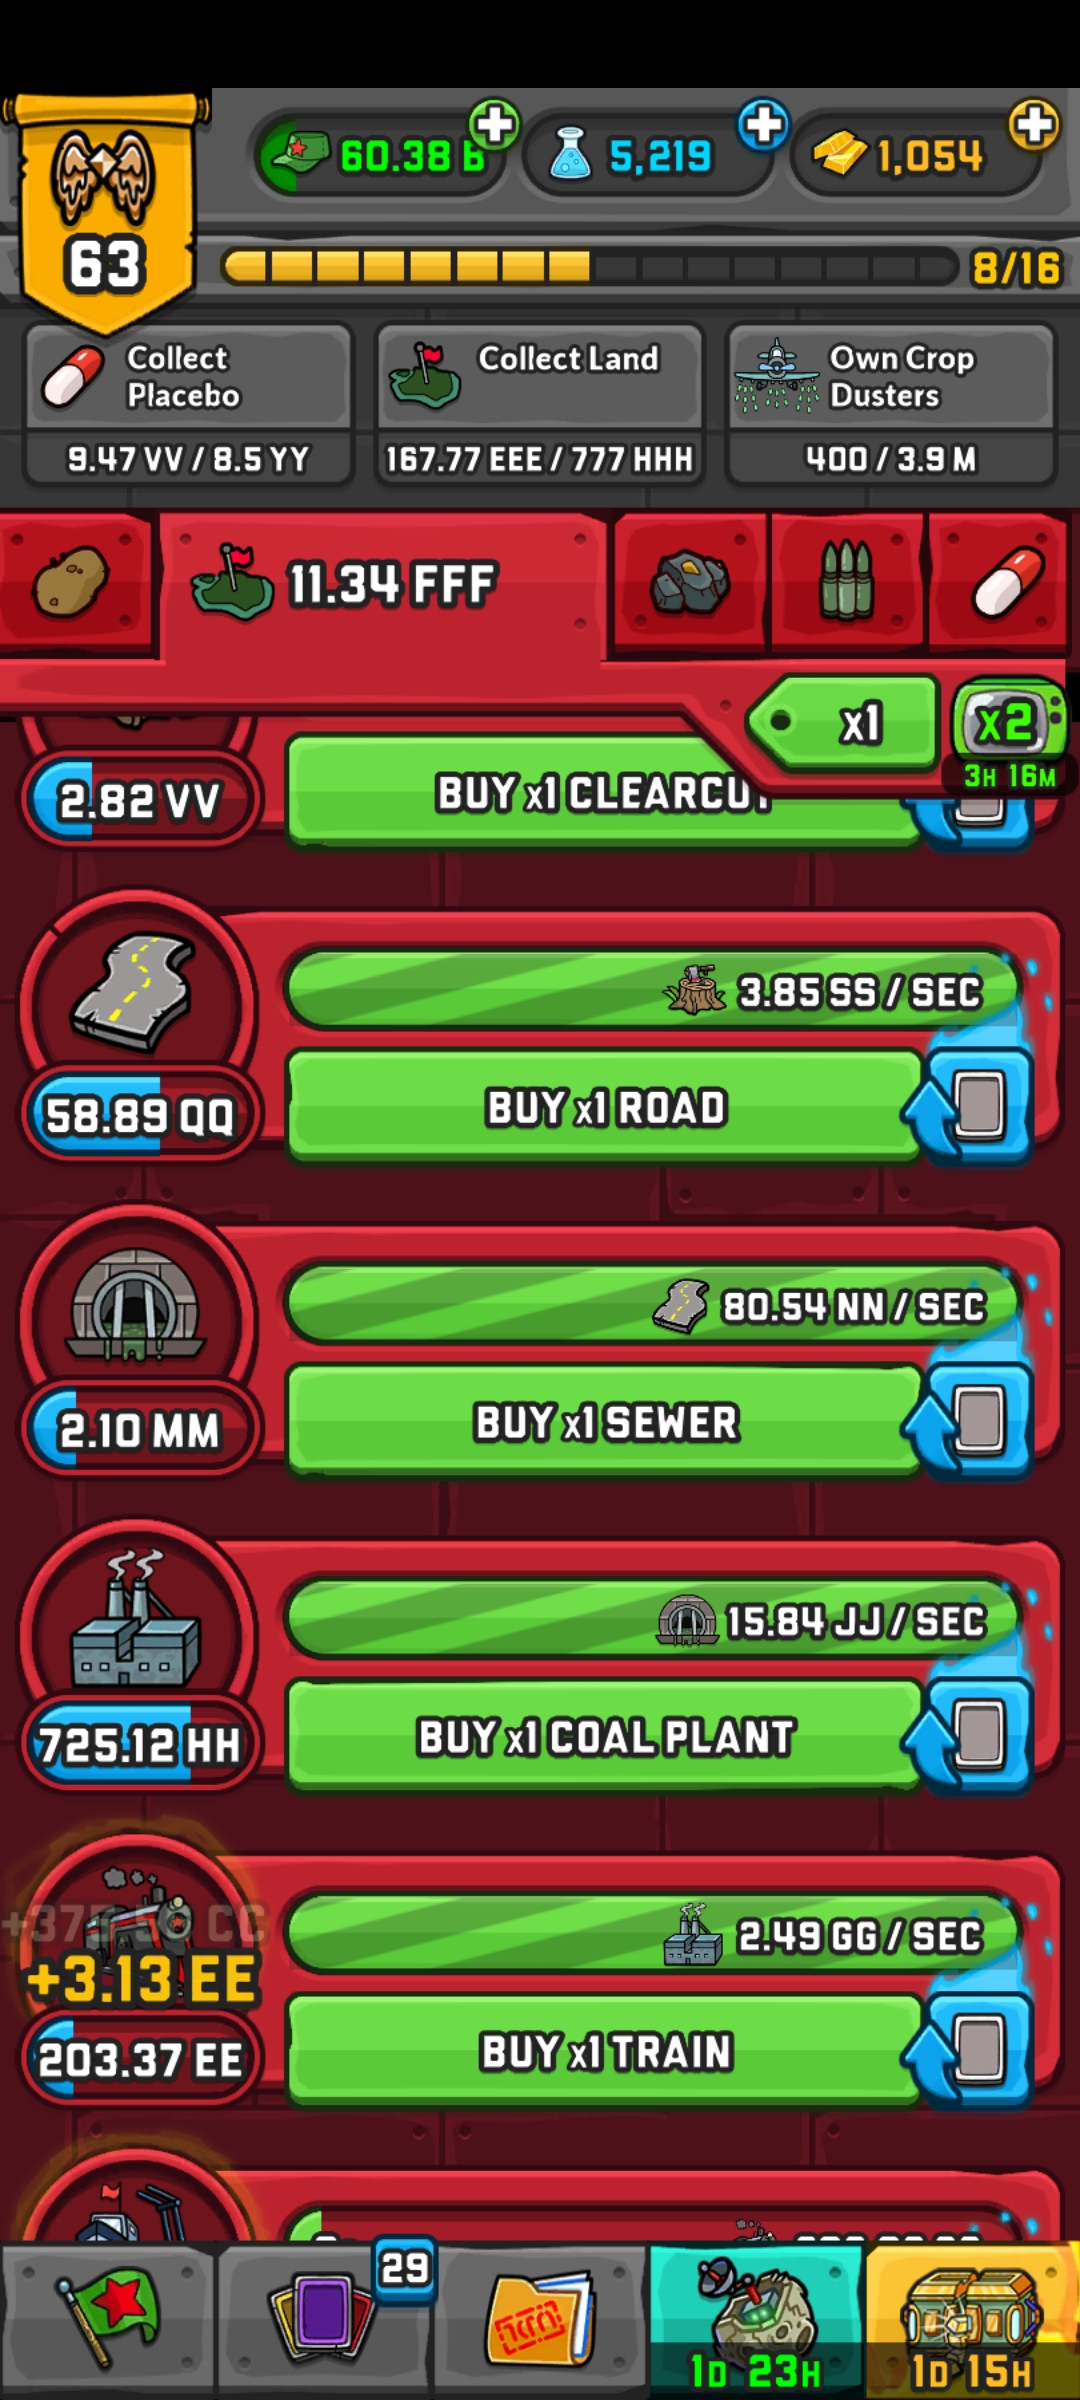 60.38 B
5,219
1,054
63
8/16
Collect
Placebo
9.47 VV / 8.5 YY
Collect Land
167.77 EEE / 777 HHH
Own Crop
Dusters
400 / 3.9 M
11.34 FFF
x1
x2
3H 16M
2.82 VV
BUY x1 CLEARCUT
3.85 SS / SEC
58.89 QQ
BUY x1 ROAD
80.54 NN / SEC
2.10 MM
BUY x1 SEWER
15.84 JJ / SEC
725.12 HH
BUY x1 COAL PLANT
2.49 GG / SEC
+3.13 EE
203.37 EE
BUY x1 TRAIN
29
1D 23H
1D 15H